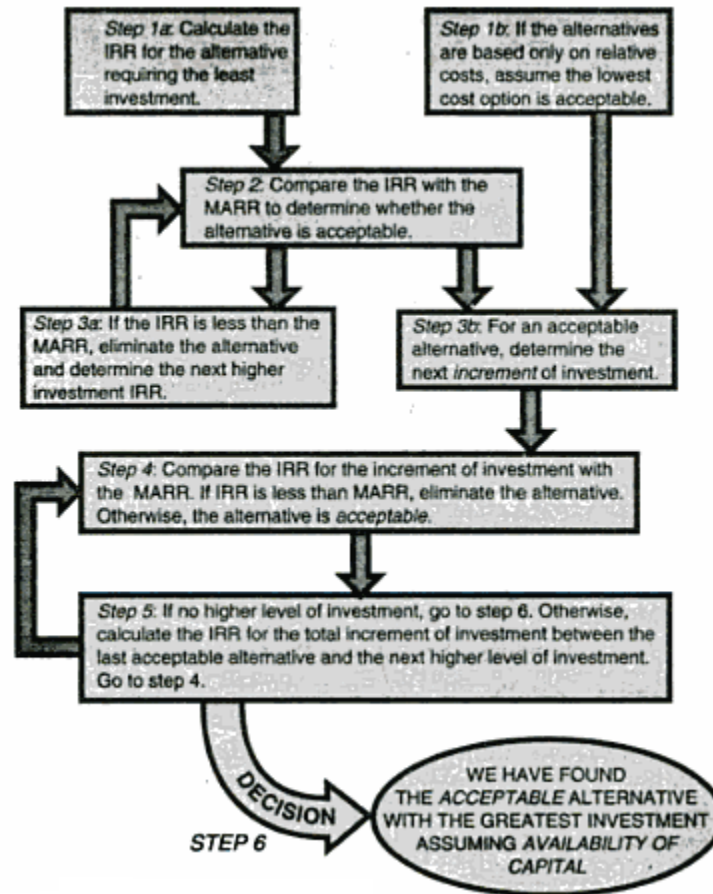 Step 1a: Calculate the
IRR for the alternative
requiring the least
investment.
Step 1b: If the alternatives
are based only on relative
costs, assume the lowest
cost option is acceptable.
Step 2: Compare the IRR with the
MARR to determine whether the
alternative is acceptable.
Step 3a: If the IRR is less than the
MARR, eliminate the alternative
and determine the next higher
investment IRR.
Step 3b: For an acceptable
alternative, determine the
next increment of investment.
Step 4: Compare the IRR for the increment of investment with
the MARR. If IRR is less than MARR, eliminate the alternative.
Otherwise, the alternative is acceptable.
Step 5: If no higher level of investment, go to step 6. Otherwise,
calculate the IRR for the total increment of investment between the
last acceptable alternative and the next higher level of investment.
Go to step 4.
DECISION
STEP 6
WE HAVE FOUND
THE ACCEPTABLE ALTERNATIVE
WITH THE GREATEST INVESTMENT
ASSUMING AVAILABILITY OF
CAPITAL